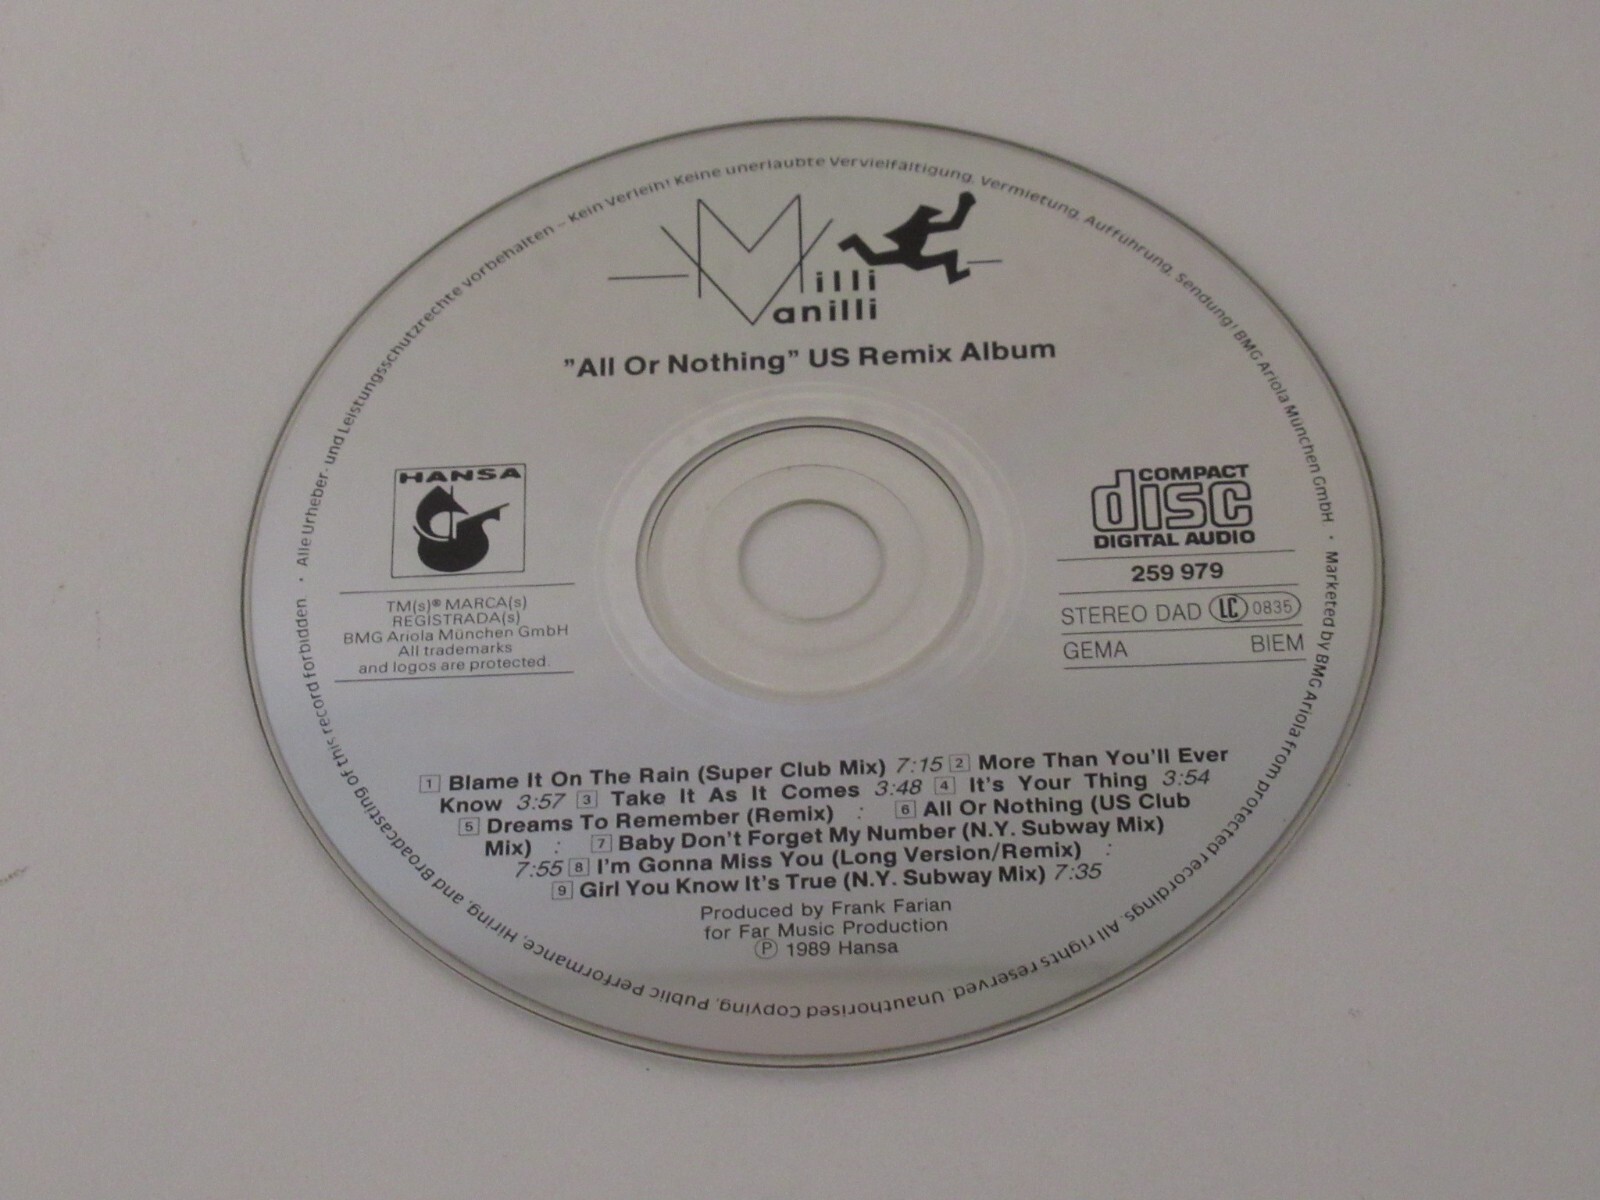 Alle Urheber- und Leistungsschutzrechte vorbehalten – Kein Verleih! Keine unerlaubte Vervielfältigung, Vermietung, Aufführung, Sendung! BMG Ariola München GmbH · Marketed by BMG Ariola from protected recordings. All rights reserved. Unauthorised Copying, Public Performance, Hiring, and Broadcasting of this record forbidden ·
Milli
Vanilli
"All Or Nothing" US Remix Album
HANSA
TM(s)® MARCA(s)
REGISTRADA(s)
BMG Ariola München GmbH
All trademarks
and logos are protected.
COMPACT
disc
DIGITAL AUDIO
259 979
STEREO DAD LC 0835
GEMA BIEM
1 Blame It On The Rain (Super Club Mix) 7:15 2 More Than You'll Ever
Know 3:57 3 Take It As It Comes 3:48 4 It's Your Thing 3:54
5 Dreams To Remember (Remix) : 6 All Or Nothing (US Club
Mix) : 7 Baby Don't Forget My Number (N.Y. Subway Mix)
7:55 8 I'm Gonna Miss You (Long Version/Remix) :
9 Girl You Know It's True (N.Y. Subway Mix) 7:35
Produced by Frank Farian
for Far Music Production
Ⓟ 1989 Hansa